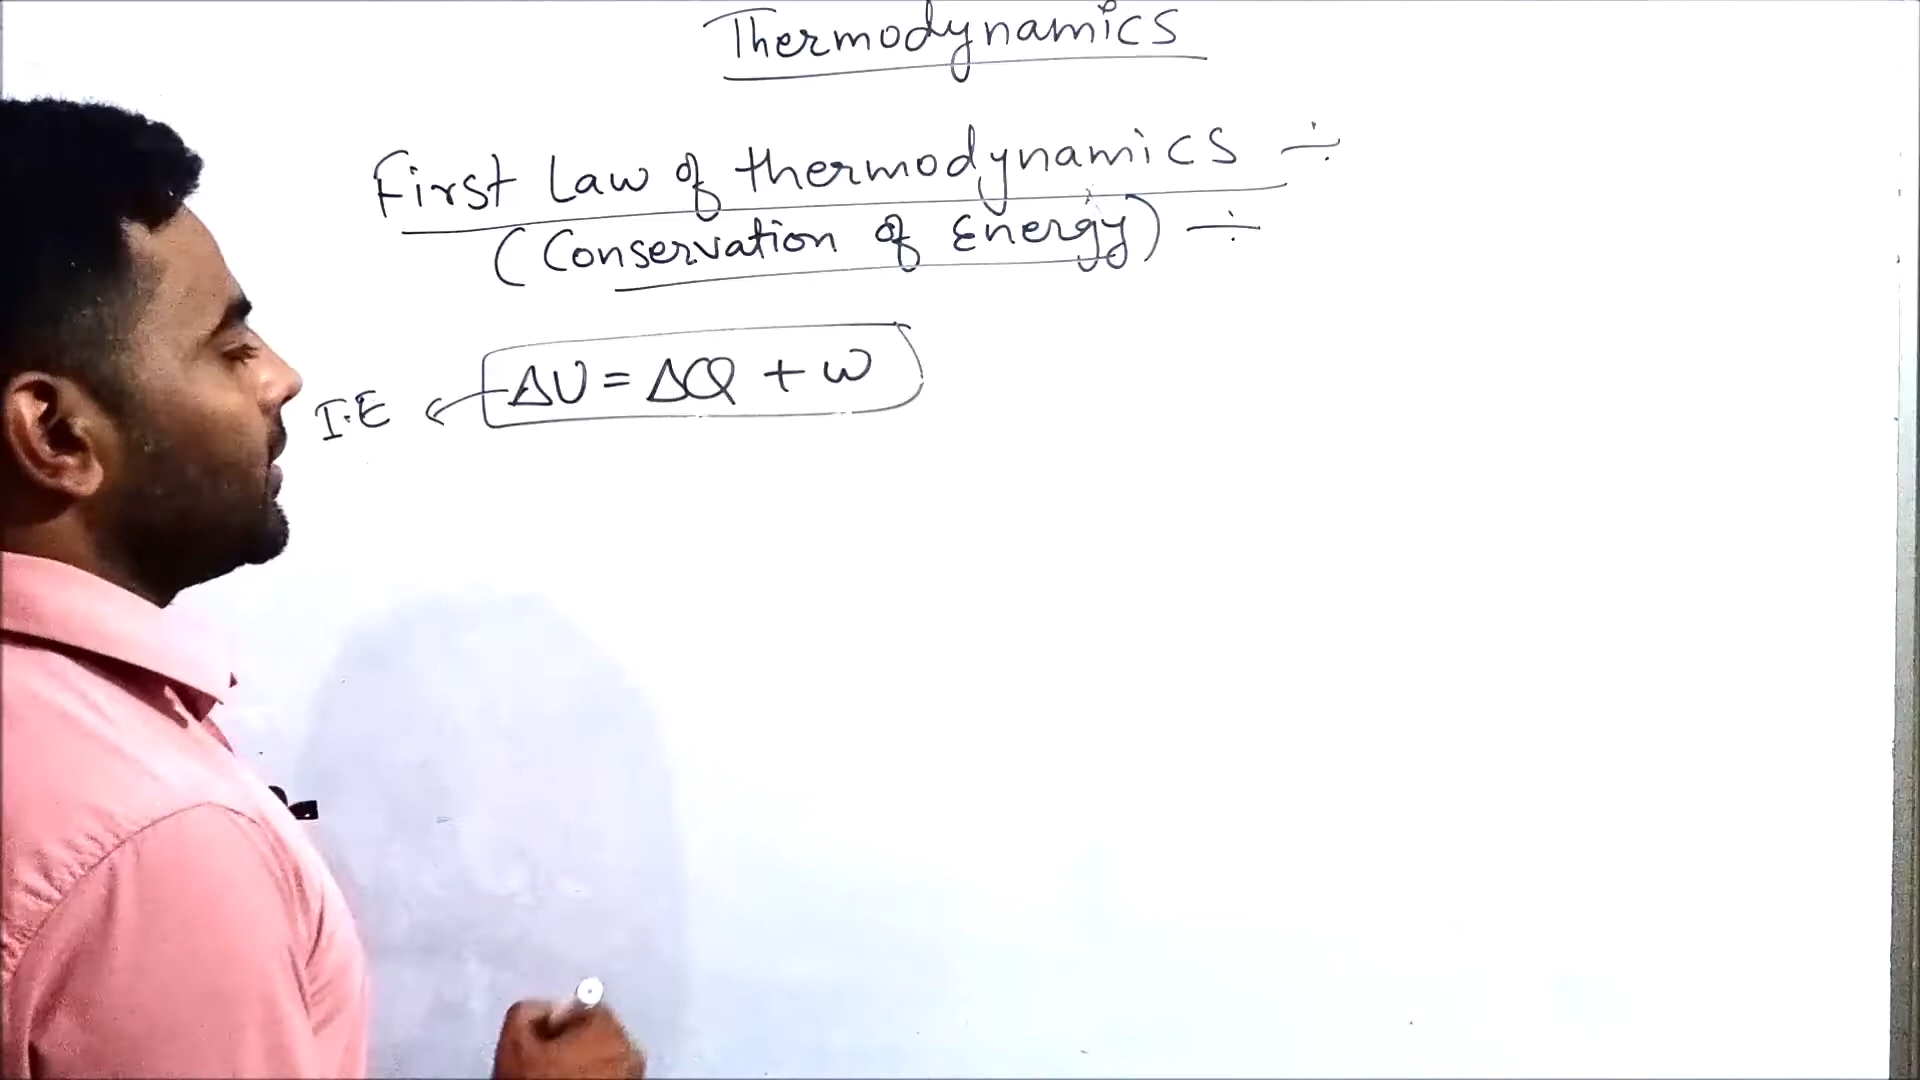 Thermodynamics
First Law of thermodynamics ÷
(Conservation of Energy) ÷
I.E ← ΔU = ΔQ + W